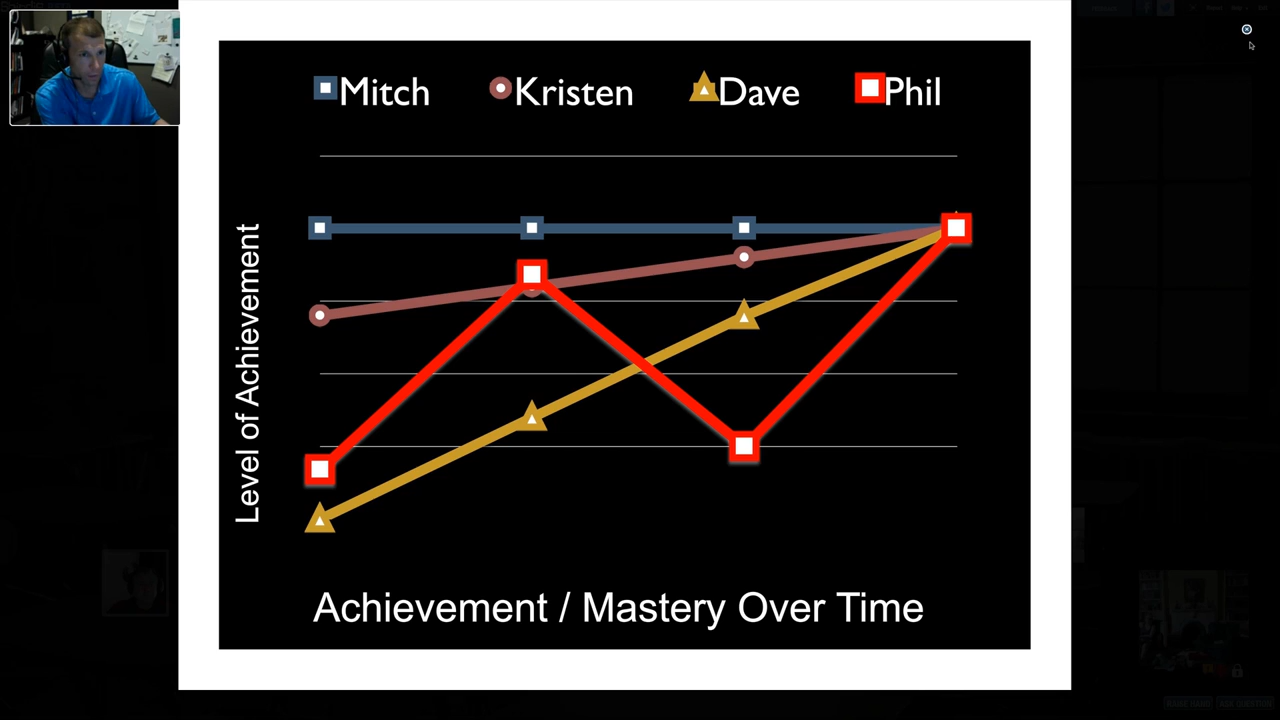 Mitch
Kristen
Dave
Phil
Level of Achievement
Achievement / Mastery Over Time